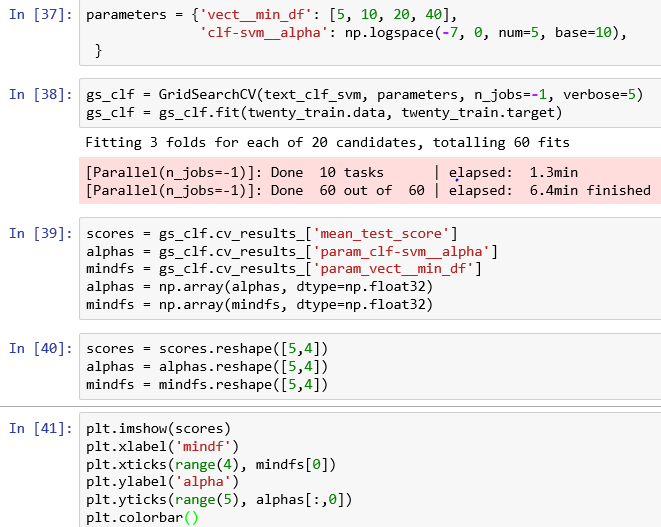 In [37]: parameters = {'vect__min_df': [5, 10, 20, 40],
'clf-svm__alpha': np.logspace(-7, 0, num=5, base=10),
}
In [38]: gs_clf = GridSearchCV(text_clf_svm, parameters, n_jobs=-1, verbose=5)
gs_clf = gs_clf.fit(twenty_train.data, twenty_train.target)
Fitting 3 folds for each of 20 candidates, totalling 60 fits
[Parallel(n_jobs=-1)]: Done  10 tasks      | elapsed:  1.3min
[Parallel(n_jobs=-1)]: Done  60 out of  60 | elapsed:  6.4min finished
In [39]: scores = gs_clf.cv_results_['mean_test_score']
alphas = gs_clf.cv_results_['param_clf-svm__alpha']
mindfs = gs_clf.cv_results_['param_vect__min_df']
alphas = np.array(alphas, dtype=np.float32)
mindfs = np.array(mindfs, dtype=np.float32)
In [40]: scores = scores.reshape([5,4])
alphas = alphas.reshape([5,4])
mindfs = mindfs.reshape([5,4])
In [41]: plt.imshow(scores)
plt.xlabel('mindf')
plt.xticks(range(4), mindfs[0])
plt.ylabel('alpha')
plt.yticks(range(5), alphas[:,0])
plt.colorbar()